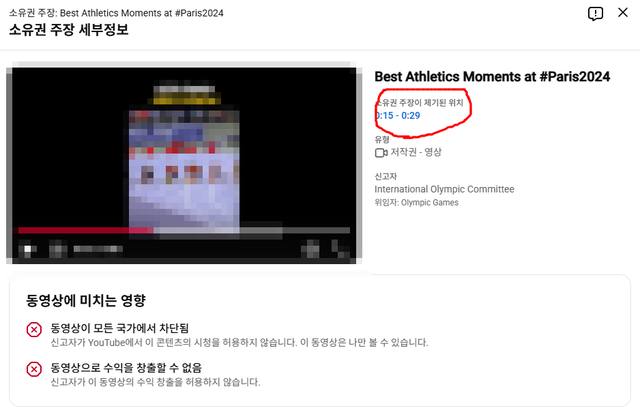 소유권 주장: Best Athletics Moments at #Paris2024
소유권 주장 세부정보
Best Athletics Moments at #Paris2024
소유권 주장이 제기된 위치
0:15 - 0:29
유형
저작권 - 영상
신고자
International Olympic Committee
위임자: Olympic Games
동영상에 미치는 영향
동영상이 모든 국가에서 차단됨
신고자가 YouTube에서 이 콘텐츠의 시청을 허용하지 않습니다. 이 동영상은 나만 볼 수 있습니다.
동영상으로 수익을 창출할 수 없음
신고자가 이 동영상의 수익 창출을 허용하지 않습니다.